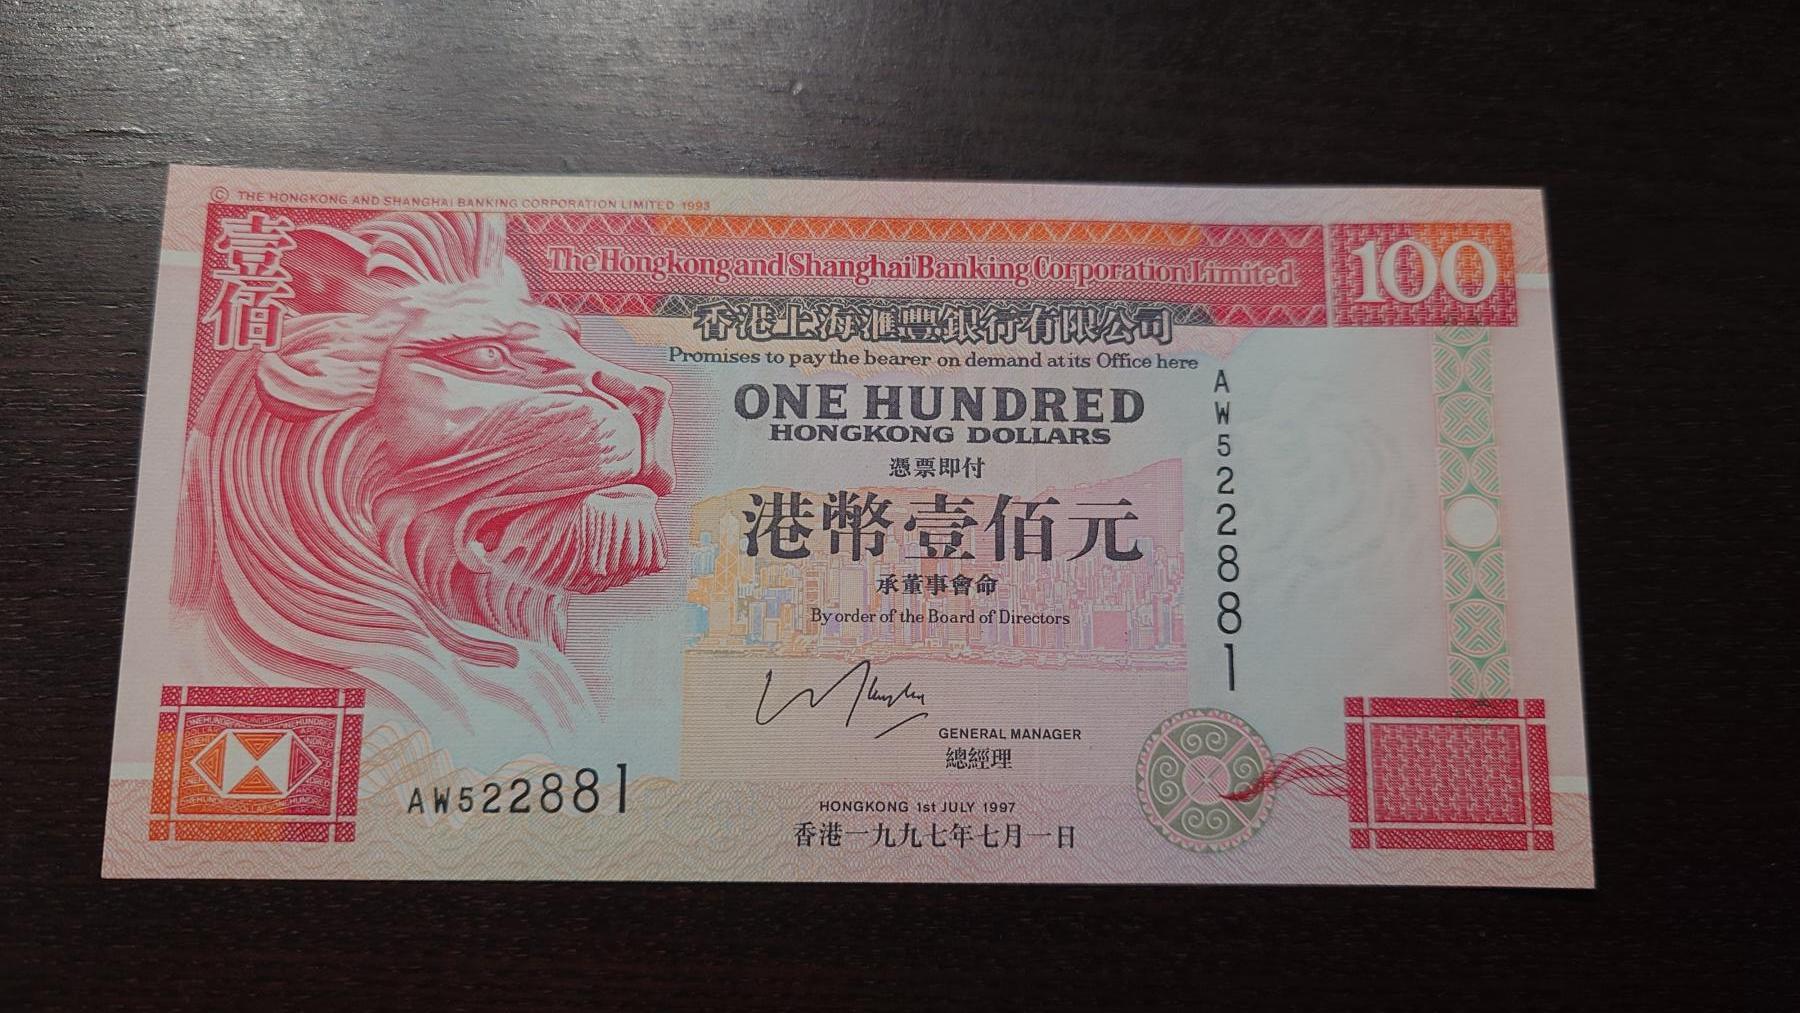 © THE HONGKONG AND SHANGHAI BANKING CORPORATION LIMITED 1993
壹佰
The Hongkong and Shanghai Banking Corporation Limited
100
香港上海滙豐銀行有限公司
Promises to pay the bearer on demand at its Office here
ONE HUNDRED
HONGKONG DOLLARS
憑票即付
港幣壹佰元
承董事會命
By order of the Board of Directors
AW522881
GENERAL MANAGER
總經理
AW522881
HONGKONG 1st JULY 1997
香港一九九七年七月一日